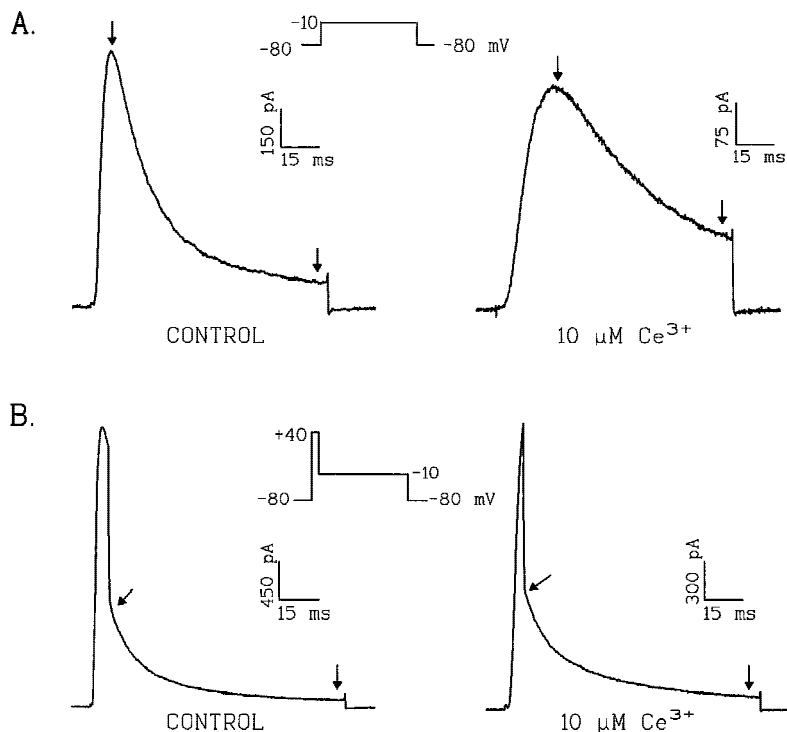 A.
-10
-80
-80 mV
150 pA
15 ms
75 pA
15 ms
CONTROL
10 µM Ce³⁺
B.
+40
-10
-80
-80 mV
450 pA
15 ms
300 pA
15 ms
CONTROL
10 µM Ce³⁺